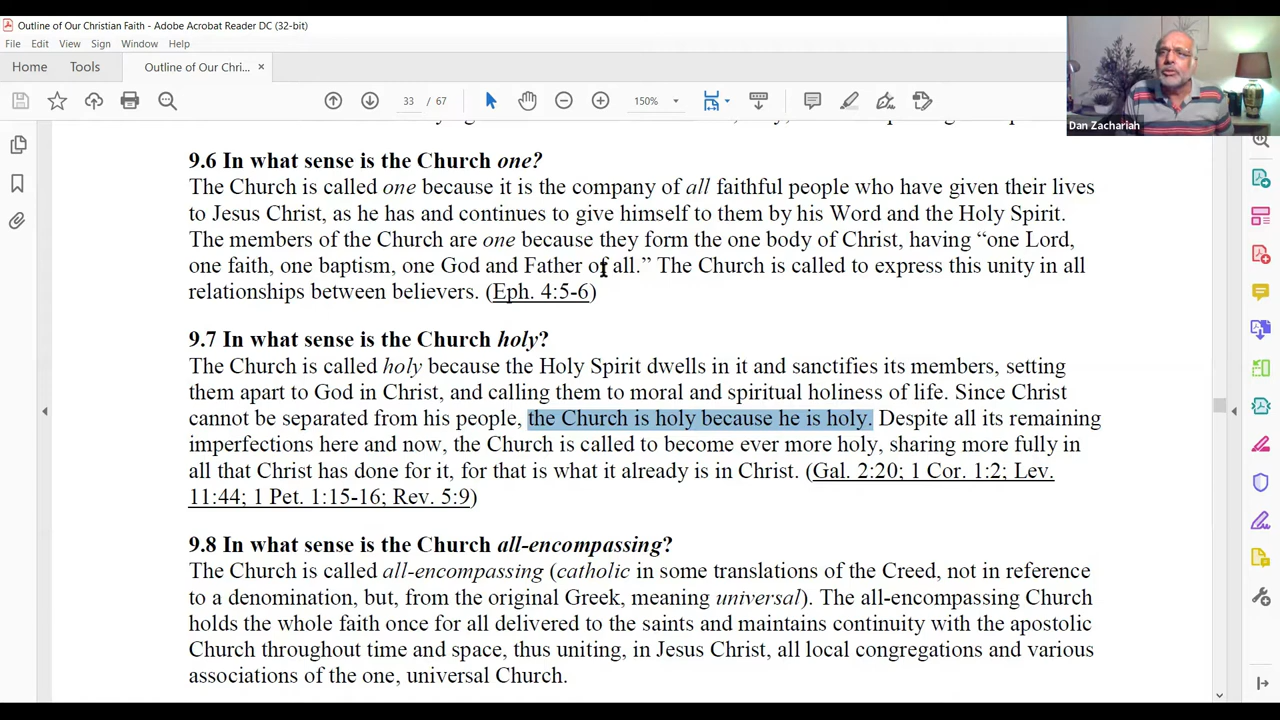 Outline of Our Christian Faith - Adobe Acrobat Reader DC (32-bit)
File Edit View Sign Window Help
Home Tools Outline of Our Chri... ×
33 / 67 150%
Dan Zachariah
9.6 In what sense is the Church one?
The Church is called one because it is the company of all faithful people who have given their lives
to Jesus Christ, as he has and continues to give himself to them by his Word and the Holy Spirit.
The members of the Church are one because they form the one body of Christ, having “one Lord,
one faith, one baptism, one God and Father of all.” The Church is called to express this unity in all
relationships between believers. (Eph. 4:5-6)
9.7 In what sense is the Church holy?
The Church is called holy because the Holy Spirit dwells in it and sanctifies its members, setting
them apart to God in Christ, and calling them to moral and spiritual holiness of life. Since Christ
cannot be separated from his people, the Church is holy because he is holy. Despite all its remaining
imperfections here and now, the Church is called to become ever more holy, sharing more fully in
all that Christ has done for it, for that is what it already is in Christ. (Gal. 2:20; 1 Cor. 1:2; Lev.
11:44; 1 Pet. 1:15-16; Rev. 5:9)
9.8 In what sense is the Church all-encompassing?
The Church is called all-encompassing (catholic in some translations of the Creed, not in reference
to a denomination, but, from the original Greek, meaning universal). The all-encompassing Church
holds the whole faith once for all delivered to the saints and maintains continuity with the apostolic
Church throughout time and space, thus uniting, in Jesus Christ, all local congregations and various
associations of the one, universal Church.